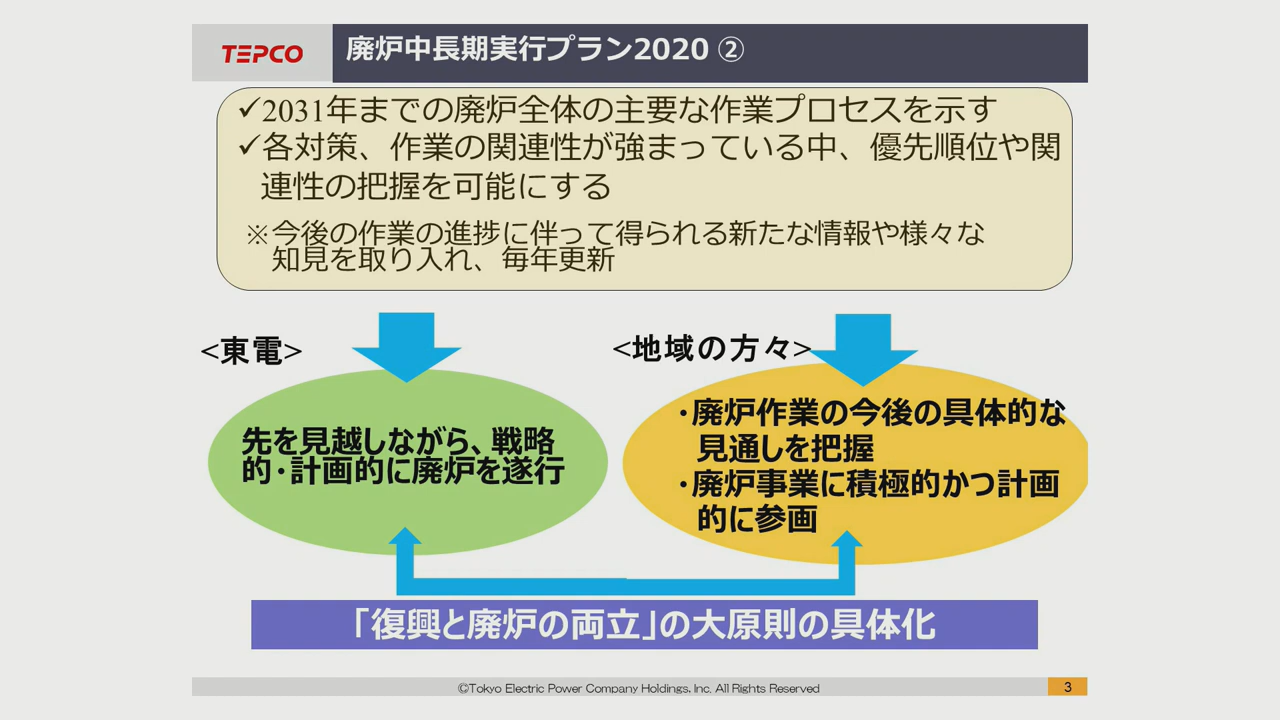 TEPCO
廃炉中長期実行プラン2020 ②
✓2031年までの廃炉全体の主要な作業プロセスを示す
✓各対策、作業の関連性が強まっている中、優先順位や関
連性の把握を可能にする
※今後の作業の進捗に伴って得られる新たな情報や様々な
知見を取り入れ、毎年更新
<東電>
先を見越しながら、戦略
的・計画的に廃炉を遂行
<地域の方々>
・廃炉作業の今後の具体的な
見通しを把握
・廃炉事業に積極的かつ計画
的に参画
「復興と廃炉の両立」の大原則の具体化
©Tokyo Electric Power Company Holdings, Inc. All Rights Reserved
3